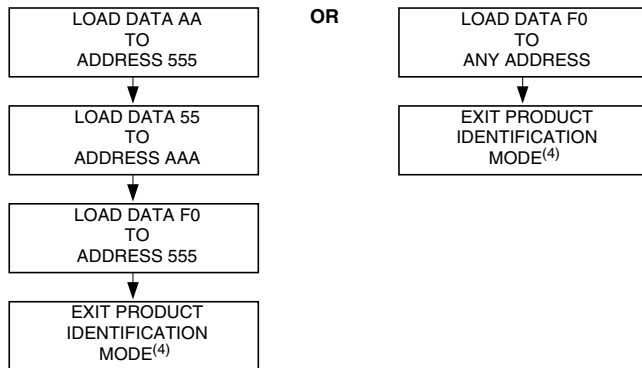 LOAD DATA AA
TO
ADDRESS 555
LOAD DATA 55
TO
ADDRESS AAA
LOAD DATA F0
TO
ADDRESS 555
EXIT PRODUCT
IDENTIFICATION
MODE(4)
OR
LOAD DATA F0
TO
ANY ADDRESS
EXIT PRODUCT
IDENTIFICATION
MODE(4)